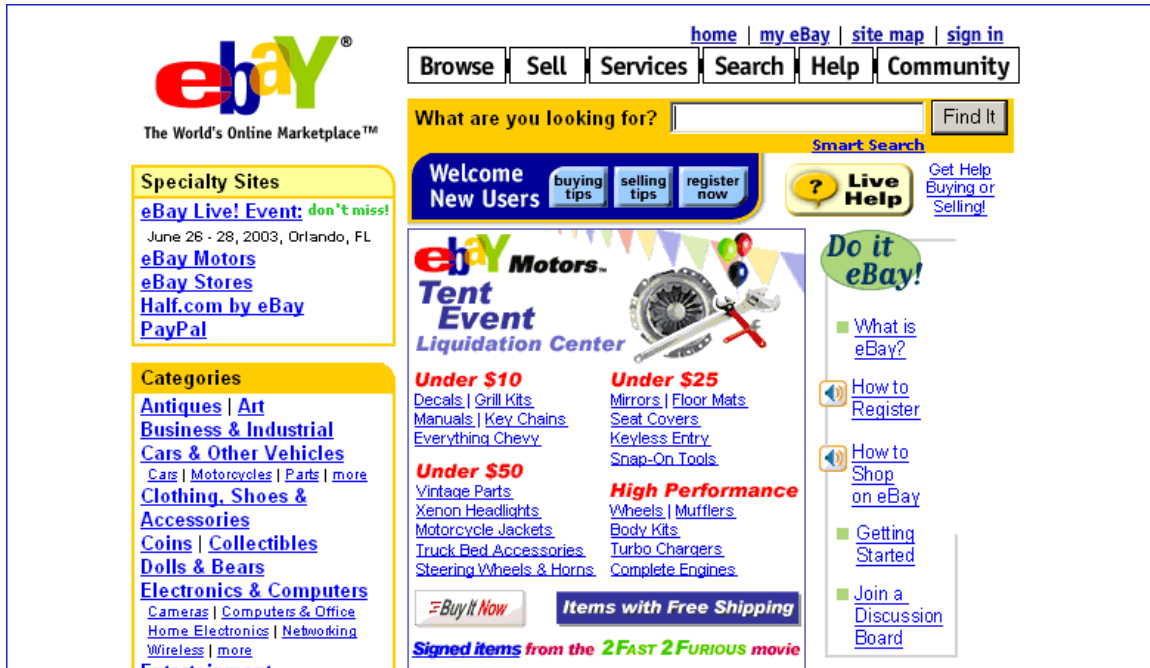 home | my eBay | site map | sign in
ebaY®
The World's Online Marketplace™
Browse Sell Services Search Help Community
What are you looking for? Find It
Smart Search
Welcome New Users
buying tips
selling tips
register now
? Live Help
Get Help
Buying or
Selling!
Specialty Sites
eBay Live! Event: don't miss!
June 26 - 28, 2003, Orlando, FL
eBay Motors
eBay Stores
Half.com by eBay
PayPal
Categories
Antiques | Art
Business & Industrial
Cars & Other Vehicles
Cars | Motorcycles | Parts | more
Clothing, Shoes &
Accessories
Coins | Collectibles
Dolls & Bears
Electronics & Computers
Cameras | Computers & Office
Home Electronics | Networking
Wireless | more
Entertainment
ebaY Motors™
Tent
Event
Liquidation Center
Under $10
Decals | Grill Kits
Manuals | Key Chains
Everything Chevy
Under $50
Vintage Parts
Xenon Headlights
Motorcycle Jackets
Truck Bed Accessories
Steering Wheels & Horns
Under $25
Mirrors | Floor Mats
Seat Covers
Keyless Entry
Snap-On Tools
High Performance
Wheels | Mufflers
Body Kits
Turbo Chargers
Complete Engines
Buy It Now
Items with Free Shipping
Signed items from the 2 Fast 2 Furious movie
Do it
eBay!
What is
eBay?
How to
Register
How to
Shop
on eBay
Getting
Started
Join a
Discussion
Board